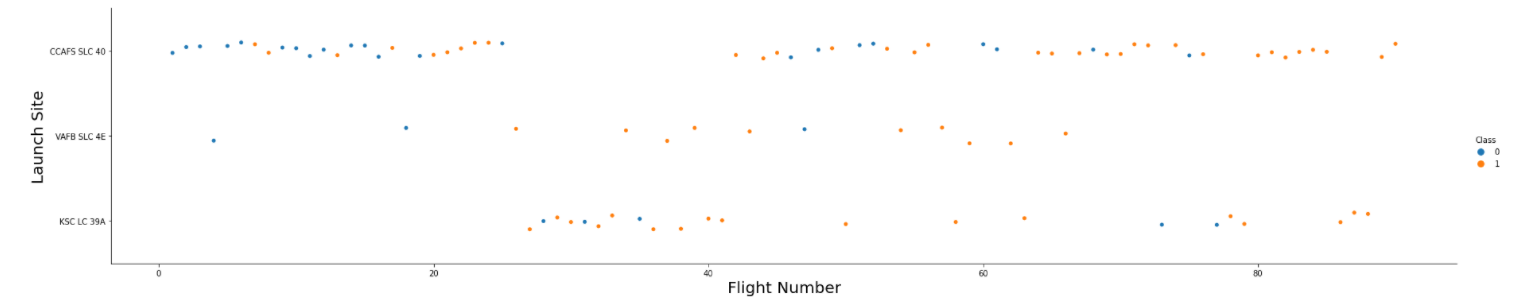 CCAFS SLC 40
VAFB SLC 4E
KSC LC 39A
Launch Site
0 20 40 60 80
Flight Number
Class
0
1